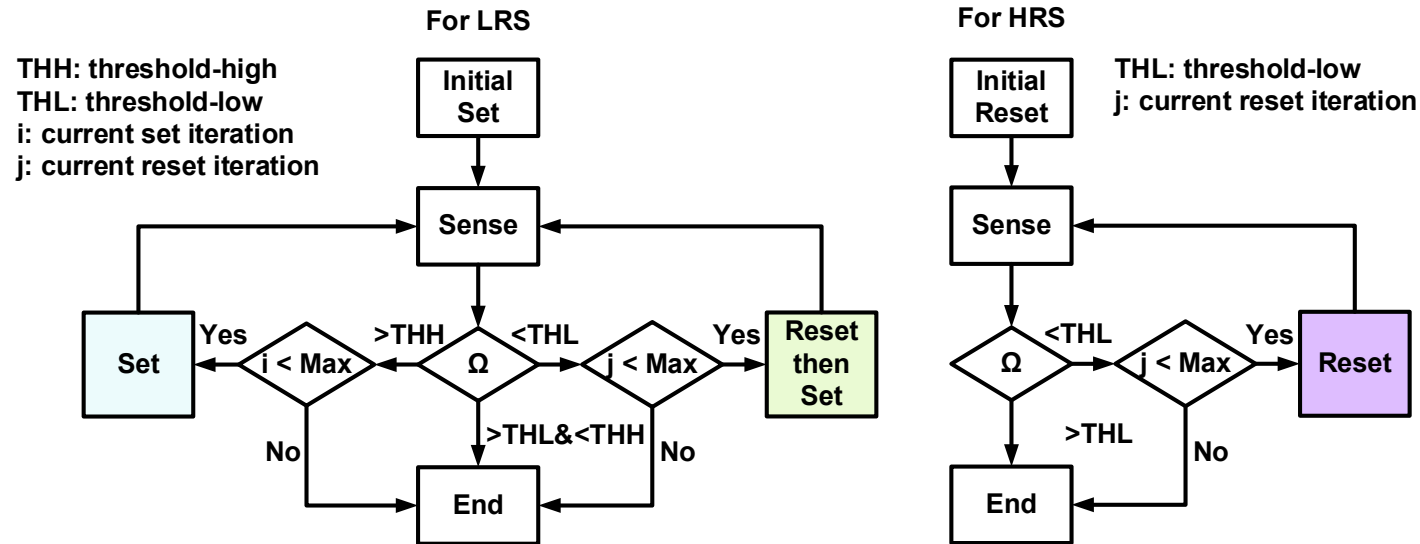 For LRS
THH: threshold-high
THL: threshold-low
i: current set iteration
j: current reset iteration
Initial
Set
Sense
Set
Yes
i < Max
>THH
Ω
<THL
j < Max
Yes
Reset
then
Set
No
>THL&<THH
No
End
For HRS
THL: threshold-low
j: current reset iteration
Initial
Reset
Sense
Ω
<THL
j < Max
Yes
Reset
>THL
No
End